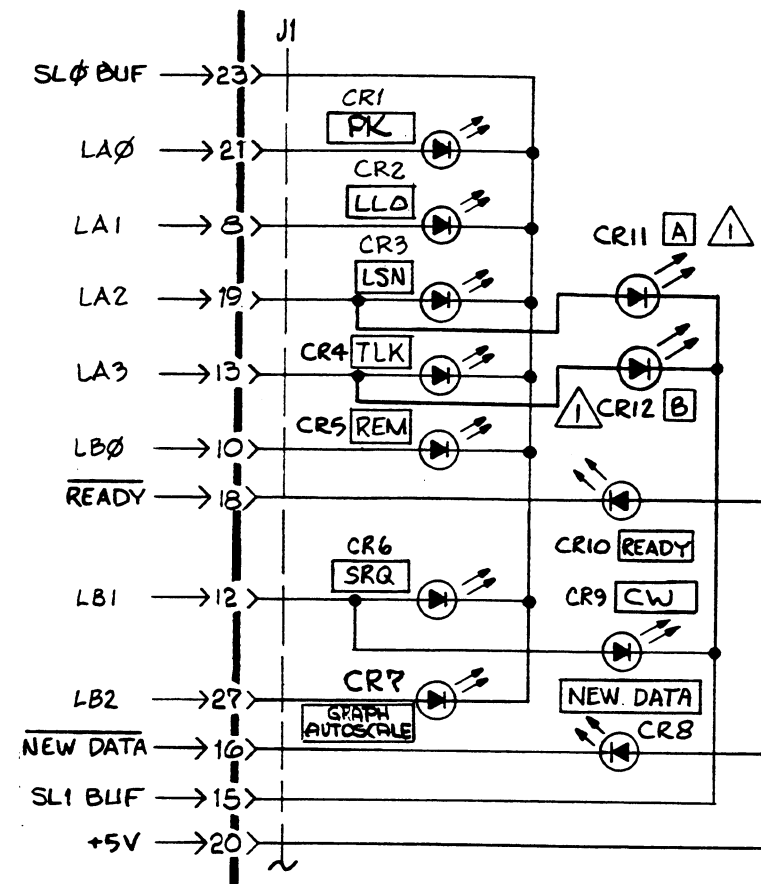 J1
SLØ BUF 23
CR1
PK
LAØ 21
CR2
LLO
LA1 8
CR3
LSN
CR11 A 1
LA2 19
CR4 TLK
LA3 13
1 CR12 B
CR5 REM
LBØ 10
READY 18
CR10 READY
CR6
SRQ
CR9 CW
LB1 12
CR7
NEW DATA
LB2 27
GRAPH
AUTOSCALE
CR8
NEW DATA 16
SL1 BUF 15
+5V 20